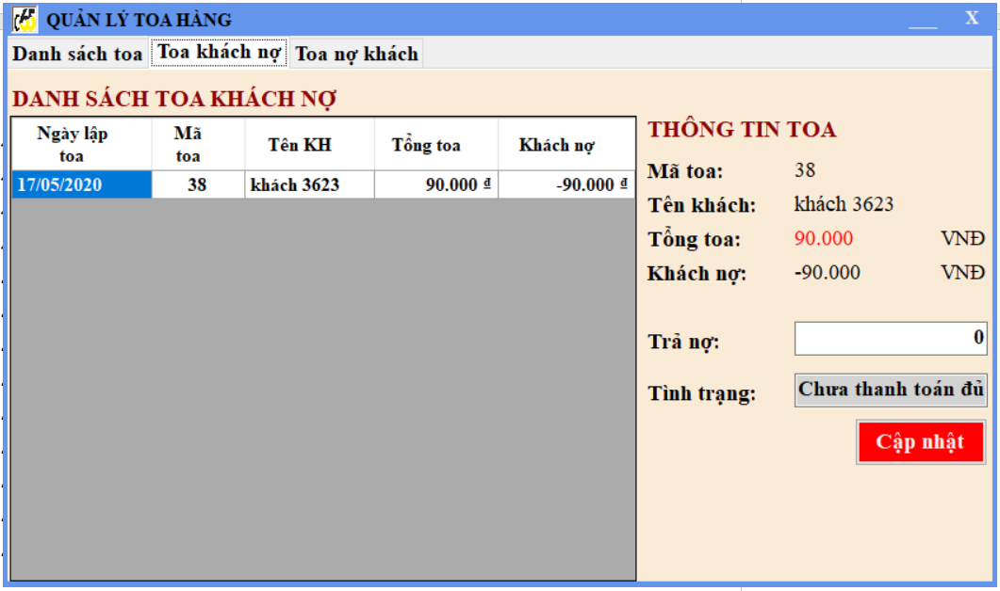 QUẢN LÝ TOA HÀNG
X
Danh sách toa Toa khách nợ Toa nợ khách
DANH SÁCH TOA KHÁCH NỢ
Ngày lập toa Mã toa Tên KH Tổng toa Khách nợ
17/05/2020 38 khách 3623 90.000 ₫ -90.000 ₫
THÔNG TIN TOA
Mã toa: 38
Tên khách: khách 3623
Tổng toa: 90.000 VNĐ
Khách nợ: -90.000 VNĐ
Trả nợ: 0
Tình trạng: Chưa thanh toán đủ
Cập nhật